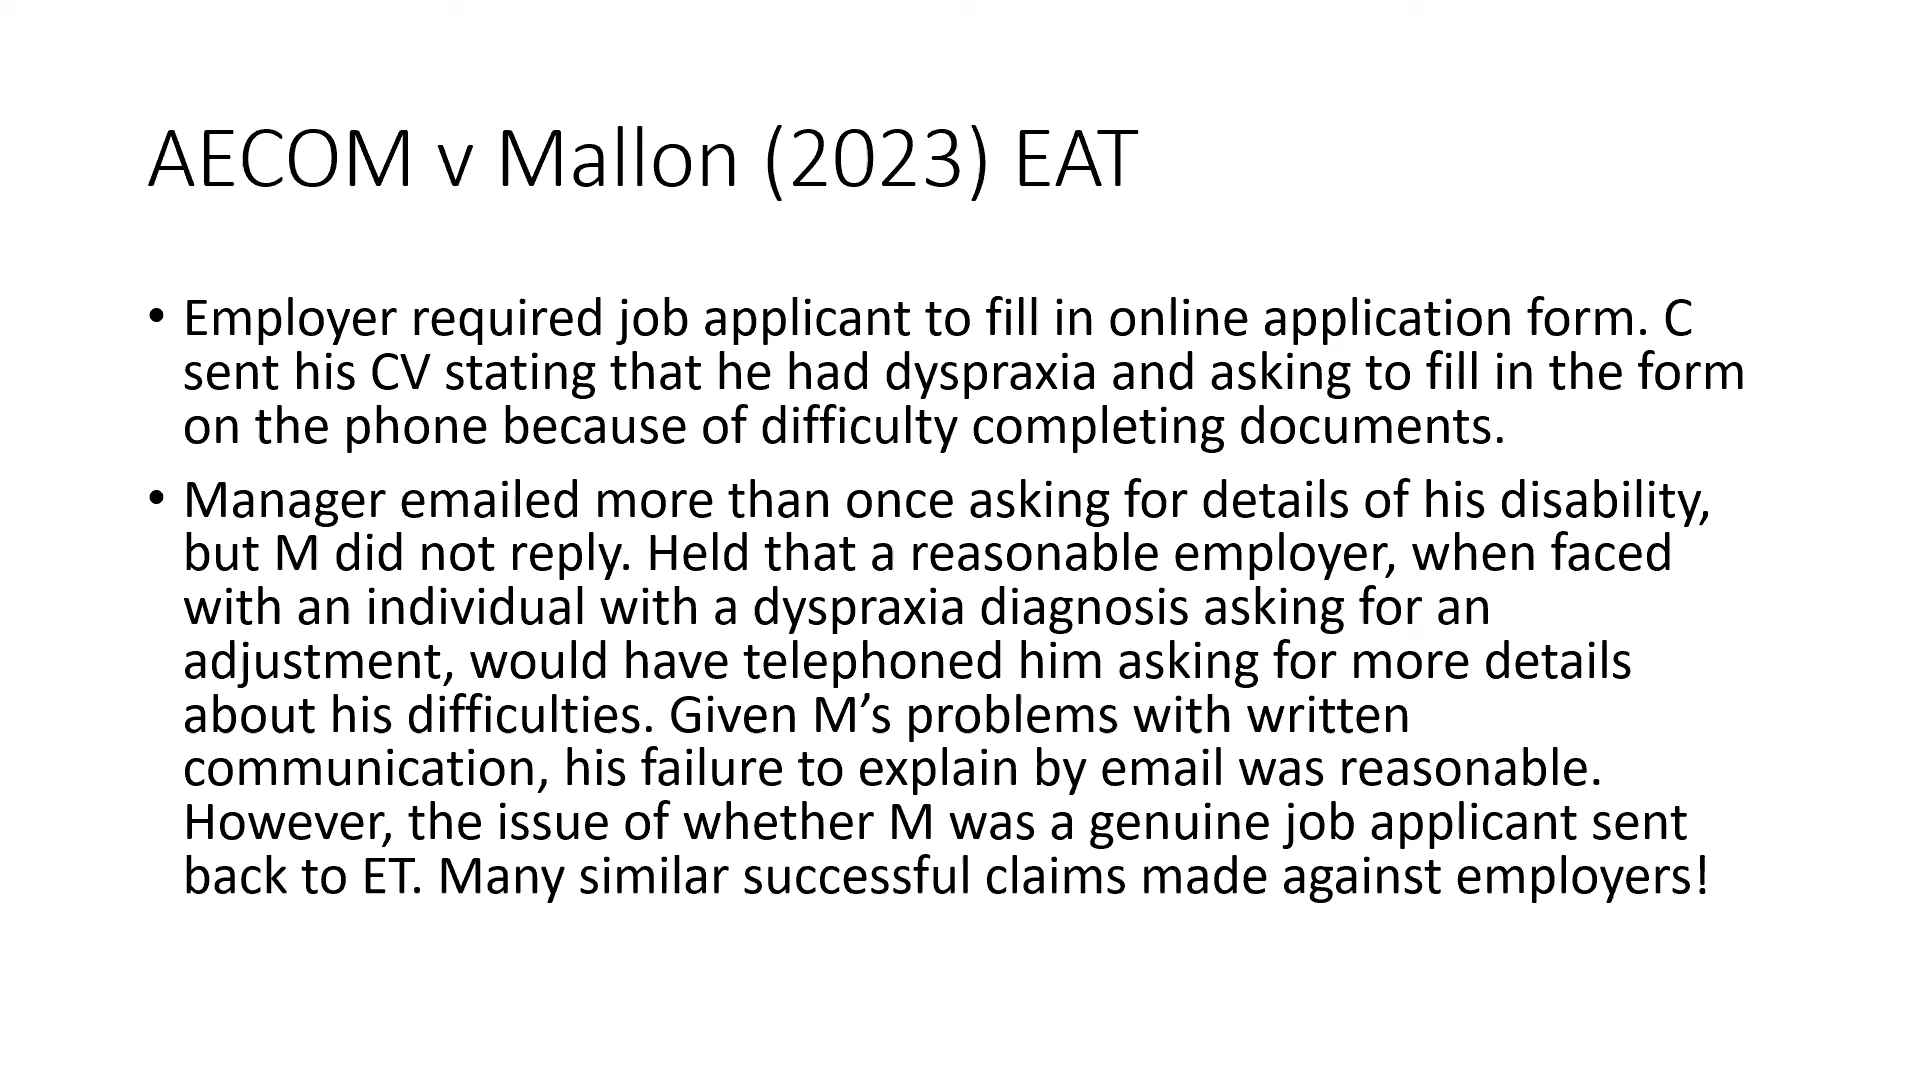 AECOM v Mallon (2023) EAT
• Employer required job applicant to fill in online application form. C
sent his CV stating that he had dyspraxia and asking to fill in the form
on the phone because of difficulty completing documents.
• Manager emailed more than once asking for details of his disability,
but M did not reply. Held that a reasonable employer, when faced
with an individual with a dyspraxia diagnosis asking for an
adjustment, would have telephoned him asking for more details
about his difficulties. Given M’s problems with written
communication, his failure to explain by email was reasonable.
However, the issue of whether M was a genuine job applicant sent
back to ET. Many similar successful claims made against employers!